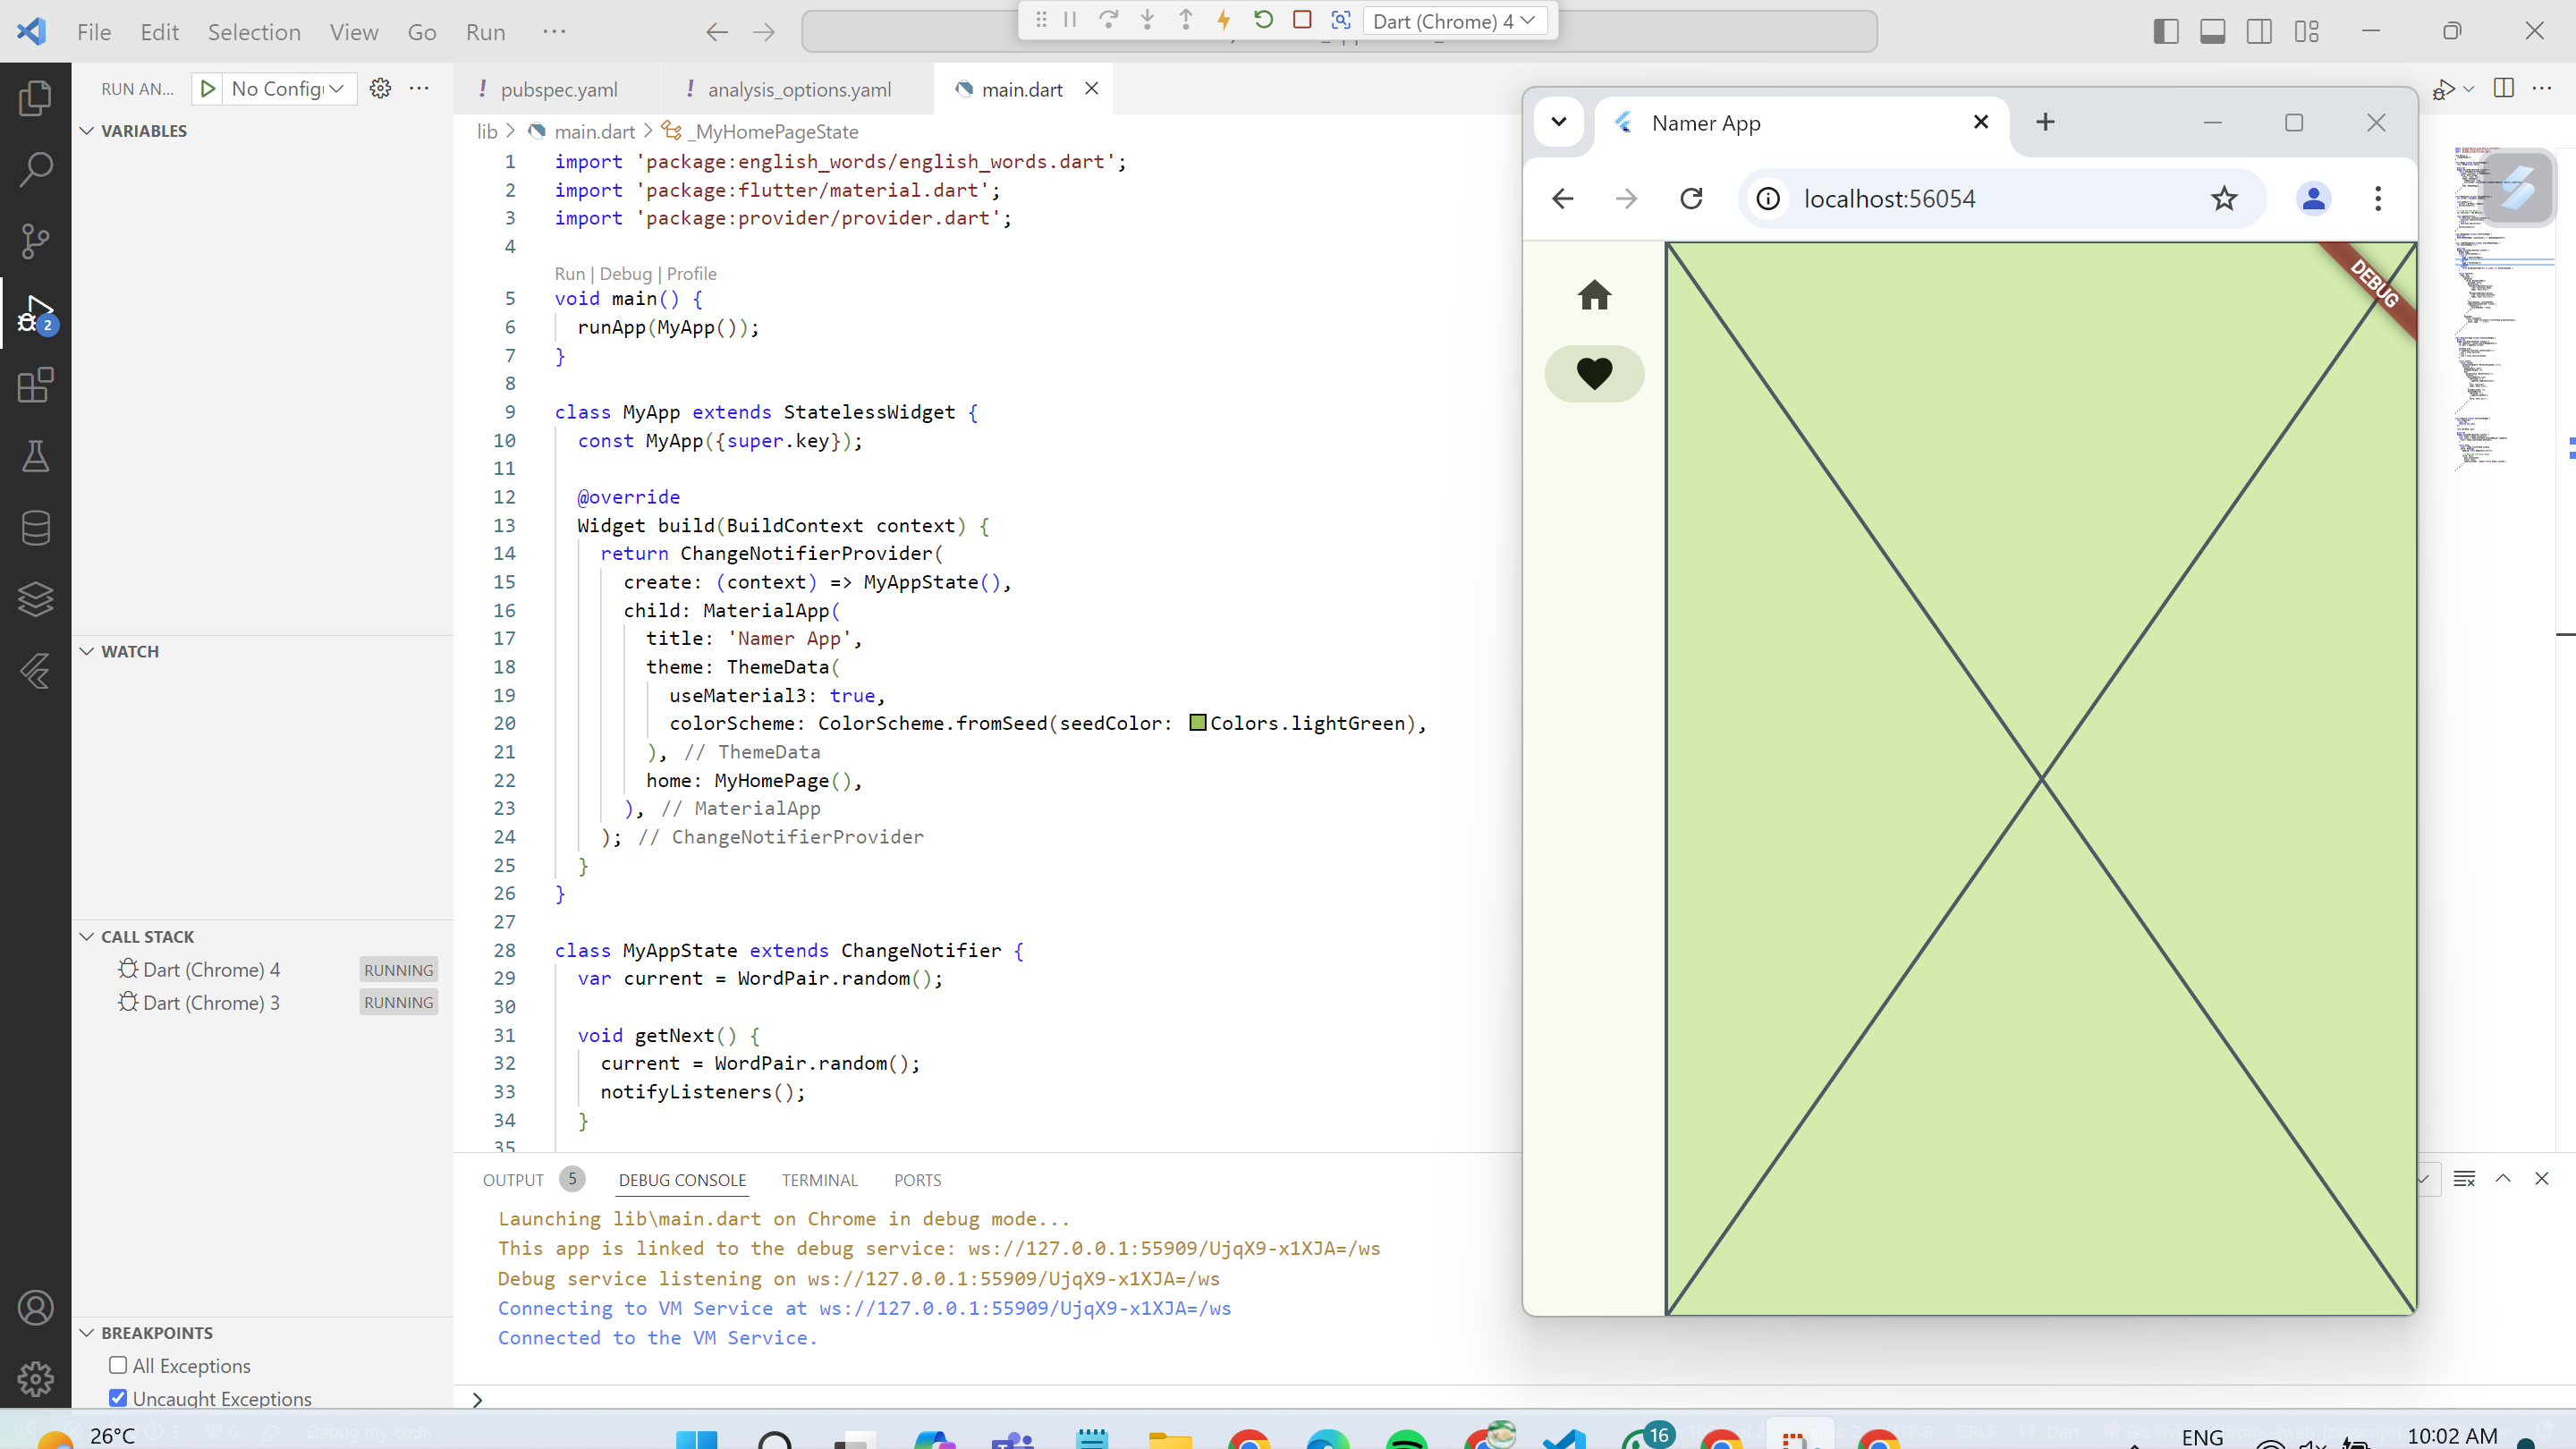 File Edit Selection View Go Run ···
Dart (Chrome) 4
RUN AN... No Config ···
pubspec.yaml
analysis_options.yaml
main.dart
lib > main.dart > _MyHomePageState
VARIABLES
WATCH
CALL STACK
Dart (Chrome) 4 RUNNING
Dart (Chrome) 3 RUNNING
BREAKPOINTS
All Exceptions
Uncaught Exceptions
2
1 import 'package:english_words/english_words.dart';
2 import 'package:flutter/material.dart';
3 import 'package:provider/provider.dart';
4
Run | Debug | Profile
5 void main() {
6 runApp(MyApp());
7 }
8
9 class MyApp extends StatelessWidget {
10 const MyApp({super.key});
11
12 @override
13 Widget build(BuildContext context) {
14 return ChangeNotifierProvider(
15 create: (context) => MyAppState(),
16 child: MaterialApp(
17 title: 'Namer App',
18 theme: ThemeData(
19 useMaterial3: true,
20 colorScheme: ColorScheme.fromSeed(seedColor: Colors.lightGreen),
21 ), // ThemeData
22 home: MyHomePage(),
23 ), // MaterialApp
24 ); // ChangeNotifierProvider
25 }
26 }
27
28 class MyAppState extends ChangeNotifier {
29 var current = WordPair.random();
30
31 void getNext() {
32 current = WordPair.random();
33 notifyListeners();
34 }
35
OUTPUT 5 DEBUG CONSOLE TERMINAL PORTS
Launching lib\main.dart on Chrome in debug mode...
This app is linked to the debug service: ws://127.0.0.1:55909/UjqX9-x1XJA=/ws
Debug service listening on ws://127.0.0.1:55909/UjqX9-x1XJA=/ws
Connecting to VM Service at ws://127.0.0.1:55909/UjqX9-x1XJA=/ws
Connected to the VM Service.
>
Namer App
localhost:56054
DEBUG
26°C
16
ENG
10:02 AM